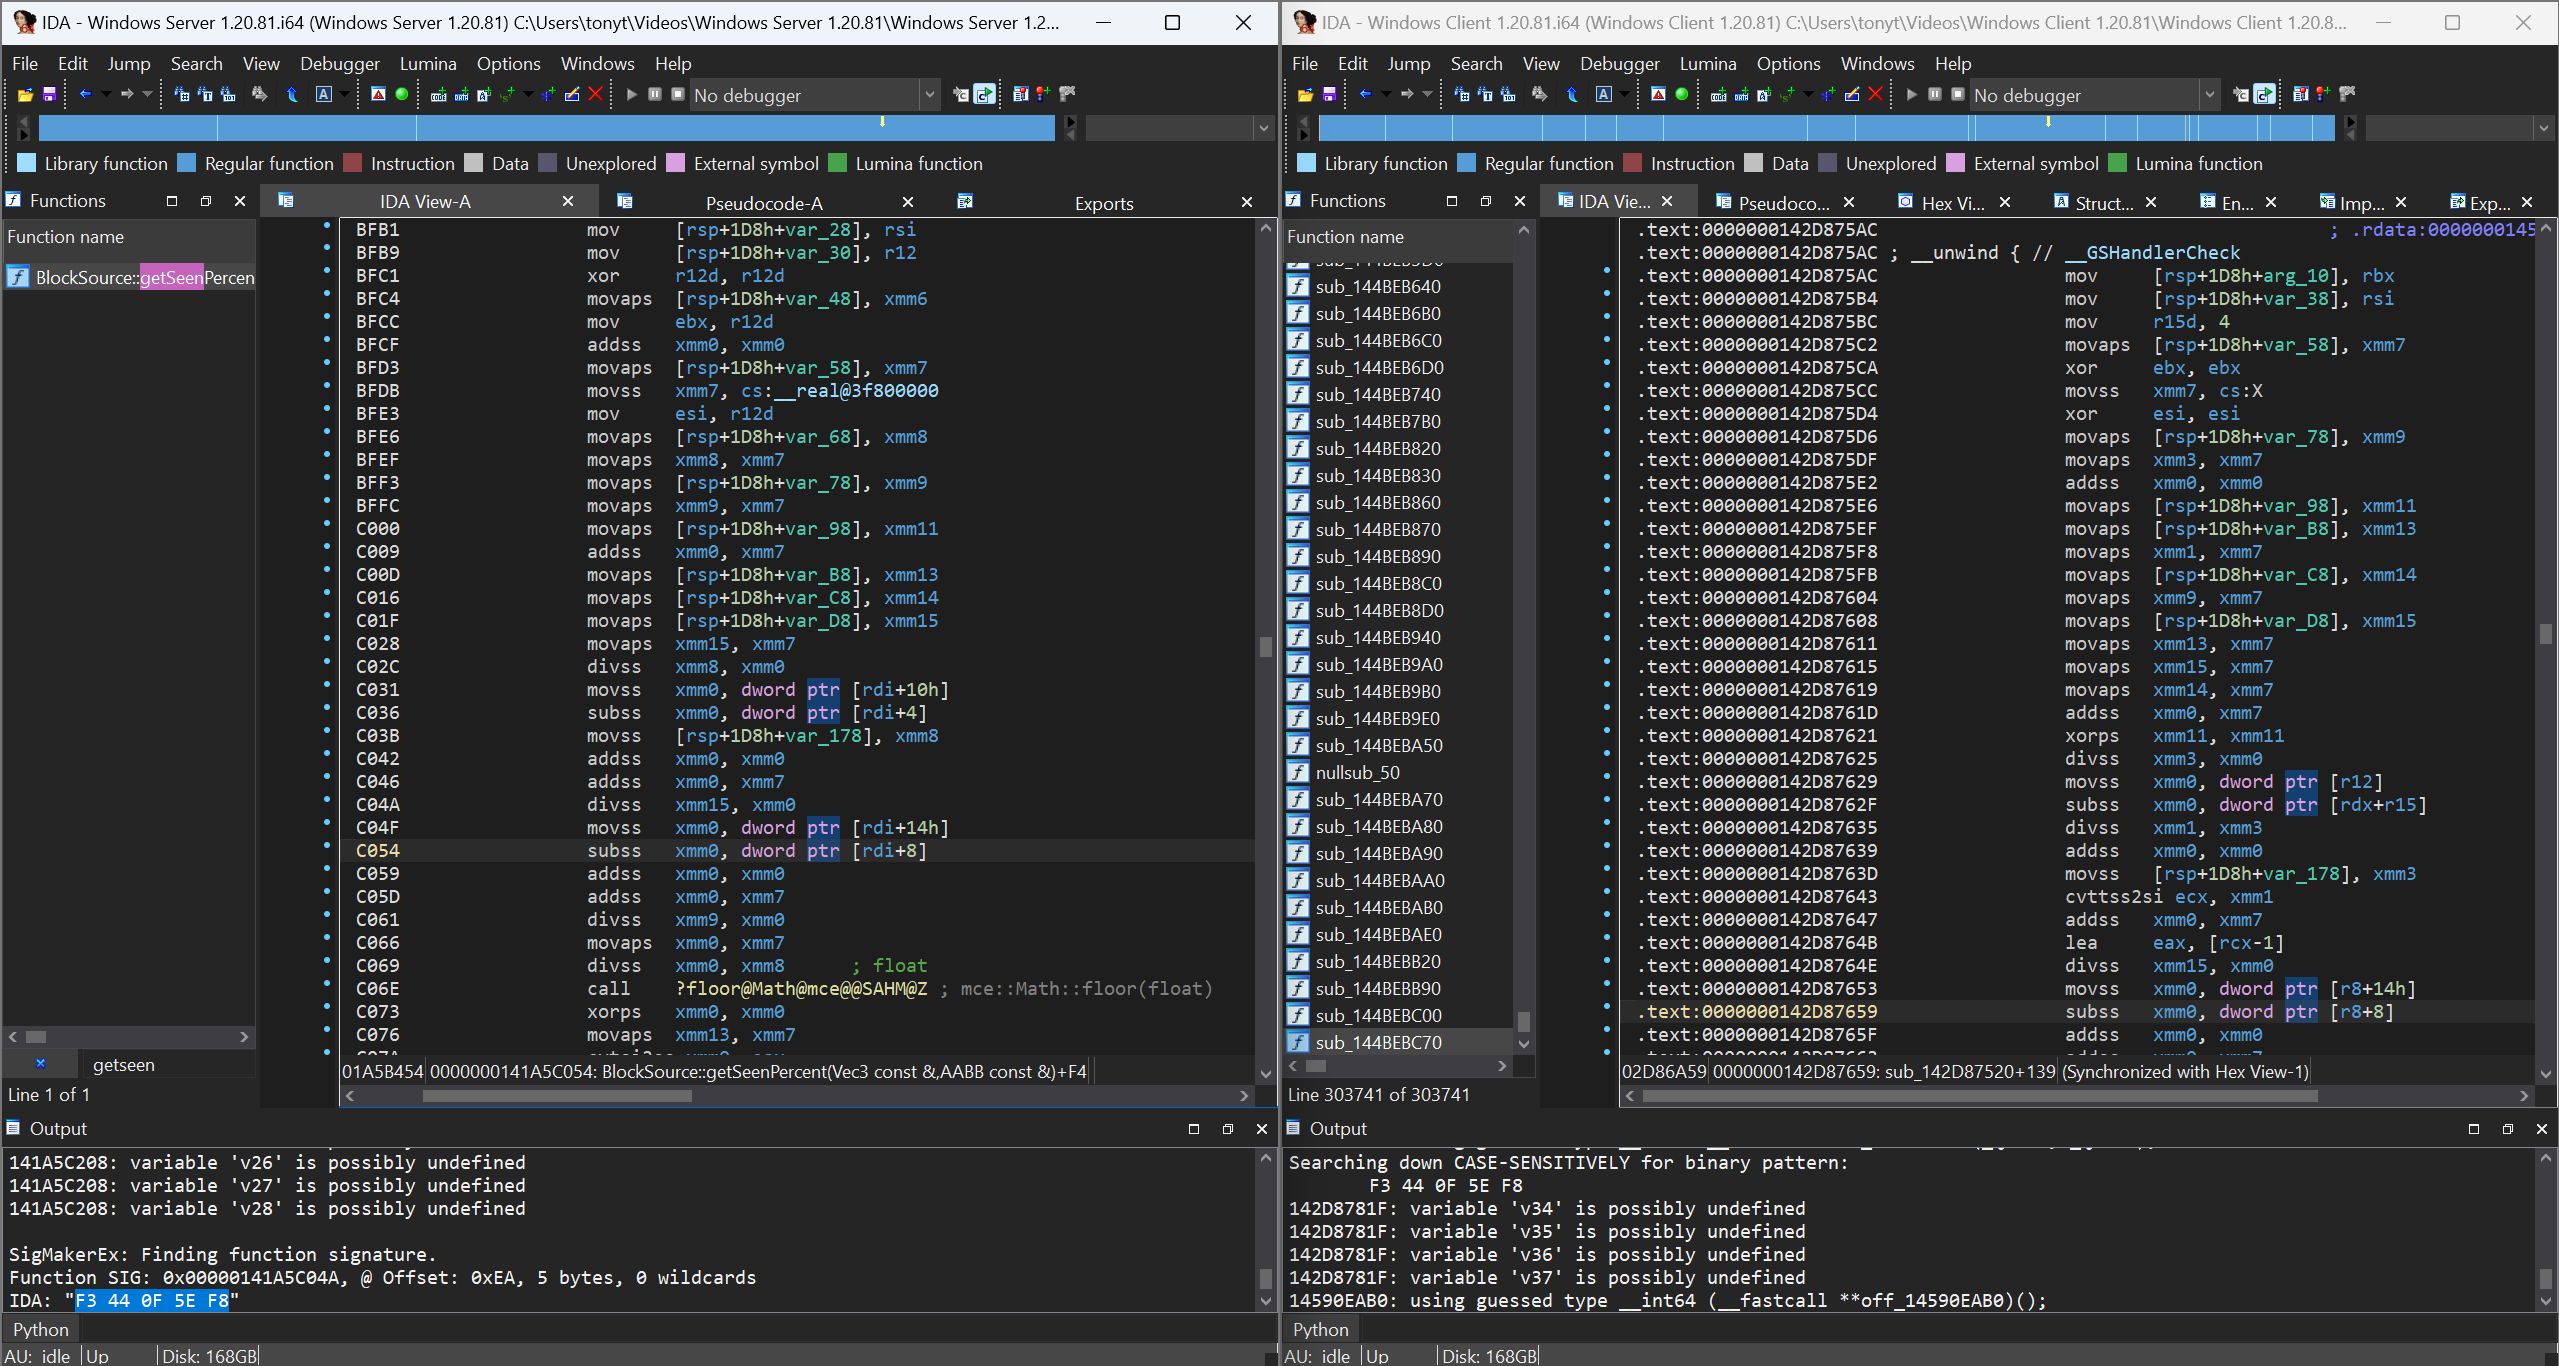 IDA - Windows Server 1.20.81.i64 (Windows Server 1.20.81) C:\Users\tonyt\Videos\Windows Server 1.20.81\Windows Server 1.2...
File Edit Jump Search View Debugger Lumina Options Windows Help
No debugger
Library function Regular function Instruction Data Unexplored External symbol Lumina function
Functions
IDA View-A
Pseudocode-A
Exports
Function name
BlockSource::getSeenPercen
BFB1 mov [rsp+1D8h+var_28], rsi
BFB9 mov [rsp+1D8h+var_30], r12
BFC1 xor r12d, r12d
BFC4 movaps [rsp+1D8h+var_48], xmm6
BFCC mov ebx, r12d
BFCF addss xmm0, xmm0
BFD3 movaps [rsp+1D8h+var_58], xmm7
BFDB movss xmm7, cs:__real@3f800000
BFE3 mov esi, r12d
BFE6 movaps [rsp+1D8h+var_68], xmm8
BFEF movaps xmm8, xmm7
BFF3 movaps [rsp+1D8h+var_78], xmm9
BFFC movaps xmm9, xmm7
C000 movaps [rsp+1D8h+var_98], xmm11
C009 addss xmm0, xmm7
C00D movaps [rsp+1D8h+var_B8], xmm13
C016 movaps [rsp+1D8h+var_C8], xmm14
C01F movaps [rsp+1D8h+var_D8], xmm15
C028 movaps xmm15, xmm7
C02C divss xmm8, xmm0
C031 movss xmm0, dword ptr [rdi+10h]
C036 subss xmm0, dword ptr [rdi+4]
C03B movss [rsp+1D8h+var_178], xmm8
C042 addss xmm0, xmm0
C046 addss xmm0, xmm7
C04A divss xmm15, xmm0
C04F movss xmm0, dword ptr [rdi+14h]
C054 subss xmm0, dword ptr [rdi+8]
C059 addss xmm0, xmm0
C05D addss xmm0, xmm7
C061 divss xmm9, xmm0
C066 movaps xmm0, xmm7
C069 divss xmm0, xmm8 ; float
C06E call ?floor@Math@mce@@SAHM@Z ; mce::Math::floor(float)
C073 xorps xmm0, xmm0
C076 movaps xmm13, xmm7
getseen
Line 1 of 1
01A5B454 0000000141A5C054: BlockSource::getSeenPercent(Vec3 const &,AABB const &)+F4
Output
141A5C208: variable 'v26' is possibly undefined
141A5C208: variable 'v27' is possibly undefined
141A5C208: variable 'v28' is possibly undefined
SigMakerEx: Finding function signature.
Function SIG: 0x00000141A5C04A, @ Offset: 0xEA, 5 bytes, 0 wildcards
IDA: "F3 44 0F 5E F8"
Python
AU: idle Up Disk: 168GB
IDA - Windows Client 1.20.81.i64 (Windows Client 1.20.81) C:\Users\tonyt\Videos\Windows Client 1.20.81\Windows Client 1.20.8...
File Edit Jump Search View Debugger Lumina Options Windows Help
No debugger
Library function Regular function Instruction Data Unexplored External symbol Lumina function
Functions
IDA Vie...
Pseudoco...
Hex Vi...
Struct...
En...
Imp...
Exp...
Function name
sub_144BEB640
sub_144BEB6B0
sub_144BEB6C0
sub_144BEB6D0
sub_144BEB740
sub_144BEB7B0
sub_144BEB820
sub_144BEB830
sub_144BEB860
sub_144BEB870
sub_144BEB890
sub_144BEB8C0
sub_144BEB8D0
sub_144BEB940
sub_144BEB9A0
sub_144BEB9B0
sub_144BEB9E0
sub_144BEBA50
nullsub_50
sub_144BEBA70
sub_144BEBA80
sub_144BEBA90
sub_144BEBAA0
sub_144BEBAB0
sub_144BEBAE0
sub_144BEBB20
sub_144BEBB90
sub_144BEBC00
sub_144BEBC70
Line 303741 of 303741
.text:0000000142D875AC ; .rdata:0000000145
.text:0000000142D875AC ; __unwind { // __GSHandlerCheck
.text:0000000142D875AC mov [rsp+1D8h+arg_10], rbx
.text:0000000142D875B4 mov [rsp+1D8h+var_38], rsi
.text:0000000142D875BC mov r15d, 4
.text:0000000142D875C2 movaps [rsp+1D8h+var_58], xmm7
.text:0000000142D875CA xor ebx, ebx
.text:0000000142D875CC movss xmm7, cs:X
.text:0000000142D875D4 xor esi, esi
.text:0000000142D875D6 movaps [rsp+1D8h+var_78], xmm9
.text:0000000142D875DF movaps xmm3, xmm7
.text:0000000142D875E2 addss xmm0, xmm0
.text:0000000142D875E6 movaps [rsp+1D8h+var_98], xmm11
.text:0000000142D875EF movaps [rsp+1D8h+var_B8], xmm13
.text:0000000142D875F8 movaps xmm1, xmm7
.text:0000000142D875FB movaps [rsp+1D8h+var_C8], xmm14
.text:0000000142D87604 movaps xmm9, xmm7
.text:0000000142D87608 movaps [rsp+1D8h+var_D8], xmm15
.text:0000000142D87611 movaps xmm13, xmm7
.text:0000000142D87615 movaps xmm15, xmm7
.text:0000000142D87619 movaps xmm14, xmm7
.text:0000000142D8761D addss xmm0, xmm7
.text:0000000142D87621 xorps xmm11, xmm11
.text:0000000142D87625 divss xmm3, xmm0
.text:0000000142D87629 movss xmm0, dword ptr [r12]
.text:0000000142D8762F subss xmm0, dword ptr [rdx+r15]
.text:0000000142D87635 divss xmm1, xmm3
.text:0000000142D87639 addss xmm0, xmm0
.text:0000000142D8763D movss [rsp+1D8h+var_178], xmm3
.text:0000000142D87643 cvttss2si ecx, xmm1
.text:0000000142D87647 addss xmm0, xmm7
.text:0000000142D8764B lea eax, [rcx-1]
.text:0000000142D8764E divss xmm15, xmm0
.text:0000000142D87653 movss xmm0, dword ptr [r8+14h]
.text:0000000142D87659 subss xmm0, dword ptr [r8+8]
.text:0000000142D8765F addss xmm0, xmm0
02D86A59 0000000142D87659: sub_142D87520+139 (Synchronized with Hex View-1)
Output
Searching down CASE-SENSITIVELY for binary pattern:
F3 44 0F 5E F8
142D8781F: variable 'v34' is possibly undefined
142D8781F: variable 'v35' is possibly undefined
142D8781F: variable 'v36' is possibly undefined
142D8781F: variable 'v37' is possibly undefined
14590EAB0: using guessed type __int64 (__fastcall **off_14590EAB0)();
Python
AU: idle Up Disk: 168GB